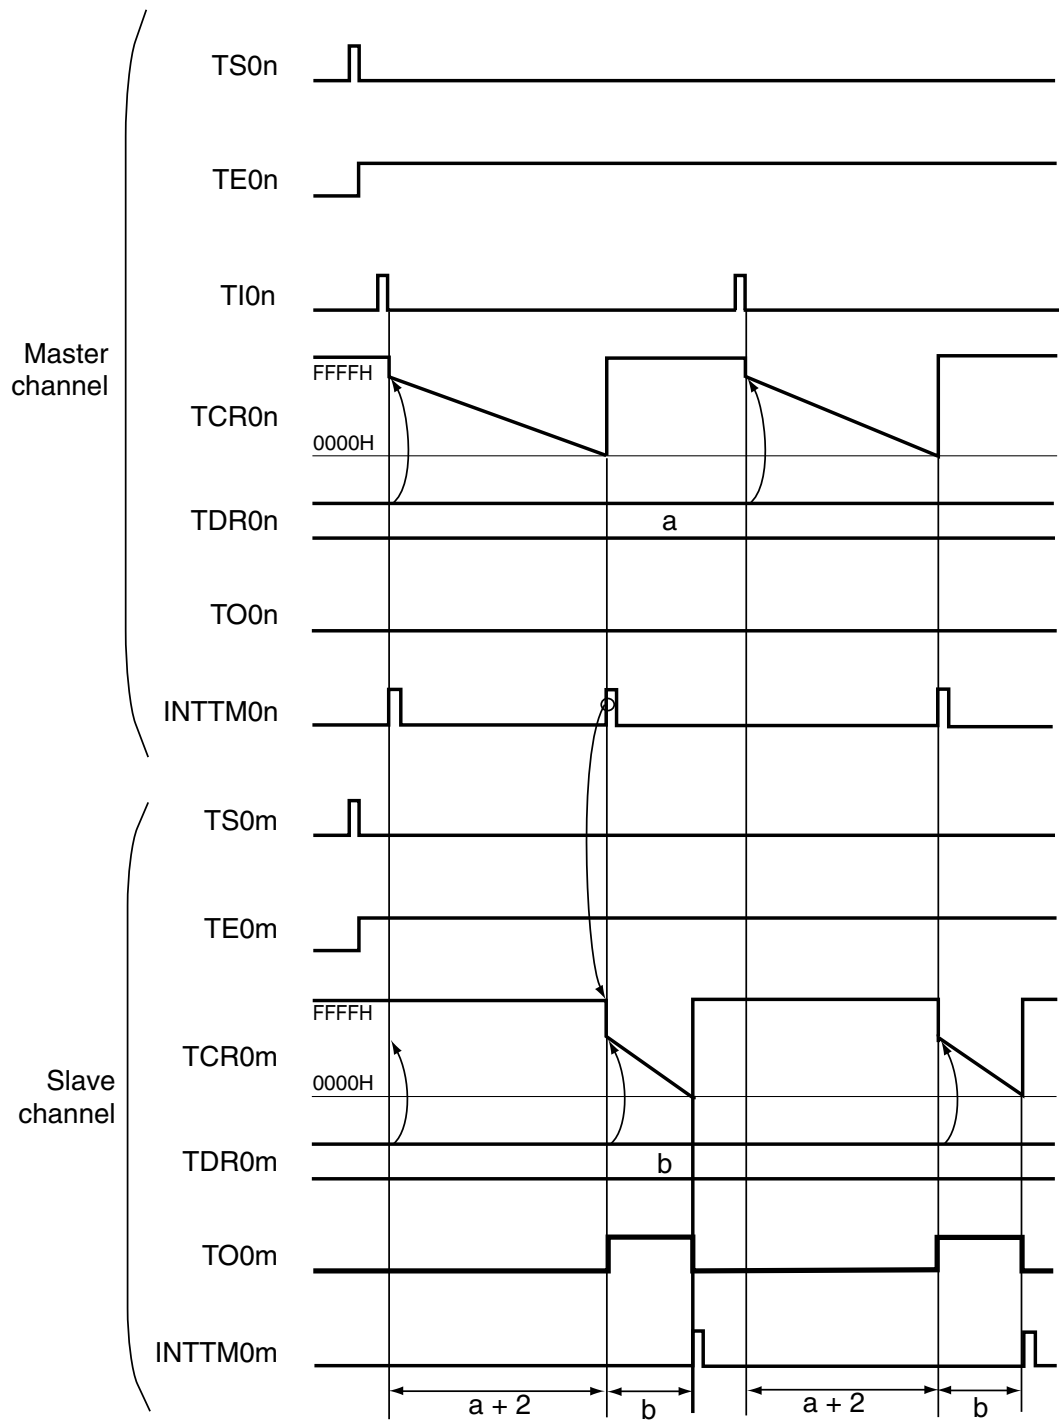 TS0n
TE0n
TI0n
Master
channel
FFFFH
TCR0n
0000H
TDR0n
a
TO0n
INTTM0n
TS0m
TE0m
FFFFH
TCR0m
0000H
Slave
channel
TDR0m
b
TO0m
INTTM0m
a + 2
b
a + 2
b